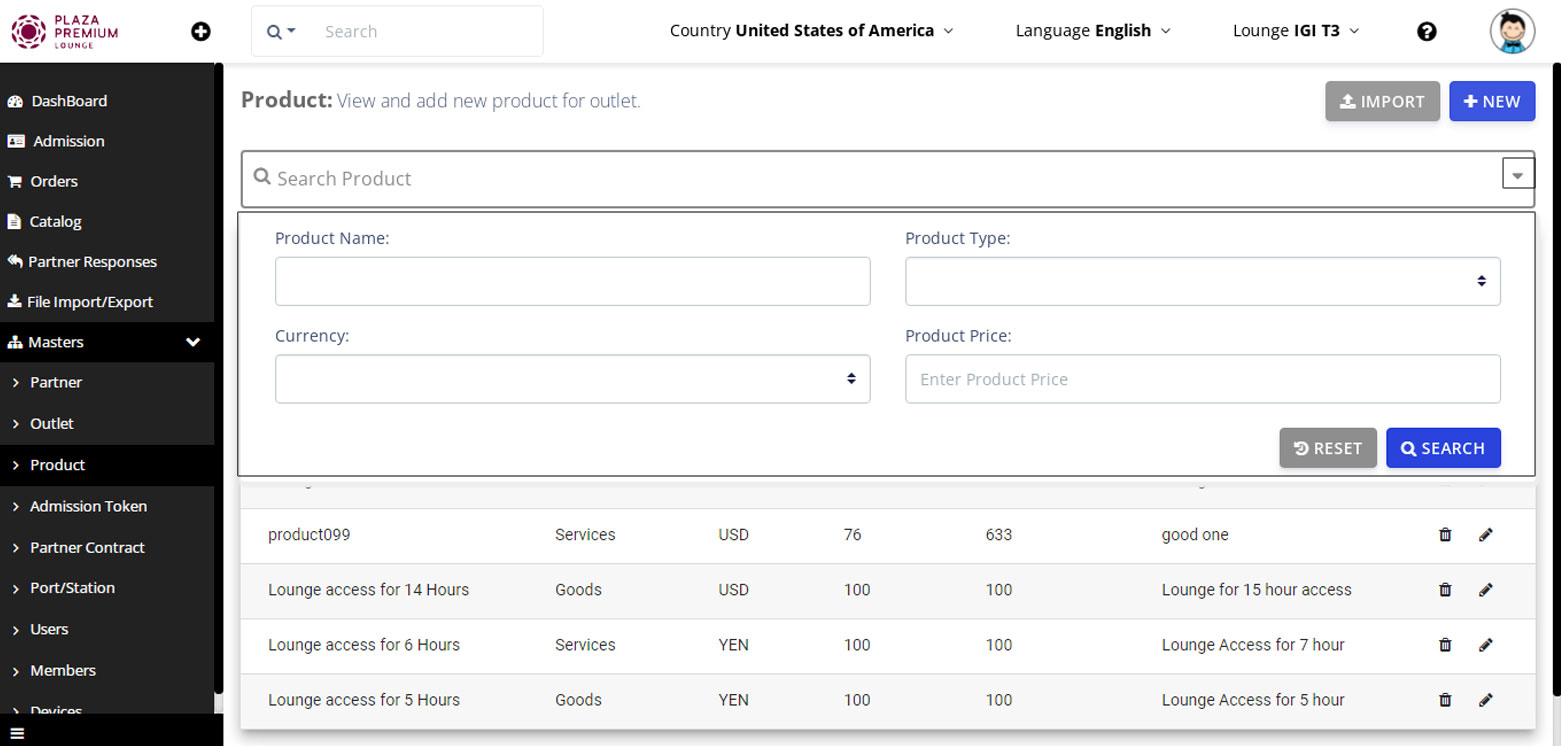 PLAZA
PREMIUM
LOUNGE
Search
Country United States of America
Language English
Lounge IGI T3
DashBoard
Admission
Orders
Catalog
Partner Responses
File Import/Export
Masters
Partner
Outlet
Product
Admission Token
Partner Contract
Port/Station
Users
Members
Devices
Product: View and add new product for outlet.
IMPORT
NEW
Search Product
Product Name:
Product Type:
Currency:
Product Price:
Enter Product Price
RESET
SEARCH
product099 Services USD 76 633 good one
Lounge access for 14 Hours Goods USD 100 100 Lounge for 15 hour access
Lounge access for 6 Hours Services YEN 100 100 Lounge Access for 7 hour
Lounge access for 5 Hours Goods YEN 100 100 Lounge Access for 5 hour